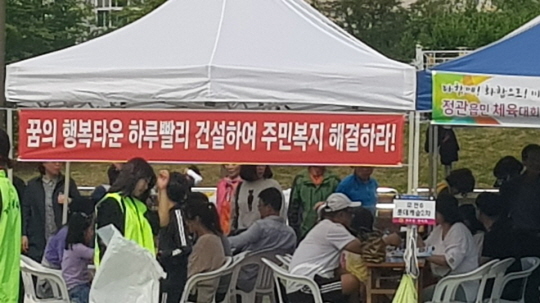 꿈의 행복타운 하루빨리 건설하여 주민복지 해결하라!
정관읍민 체육대회